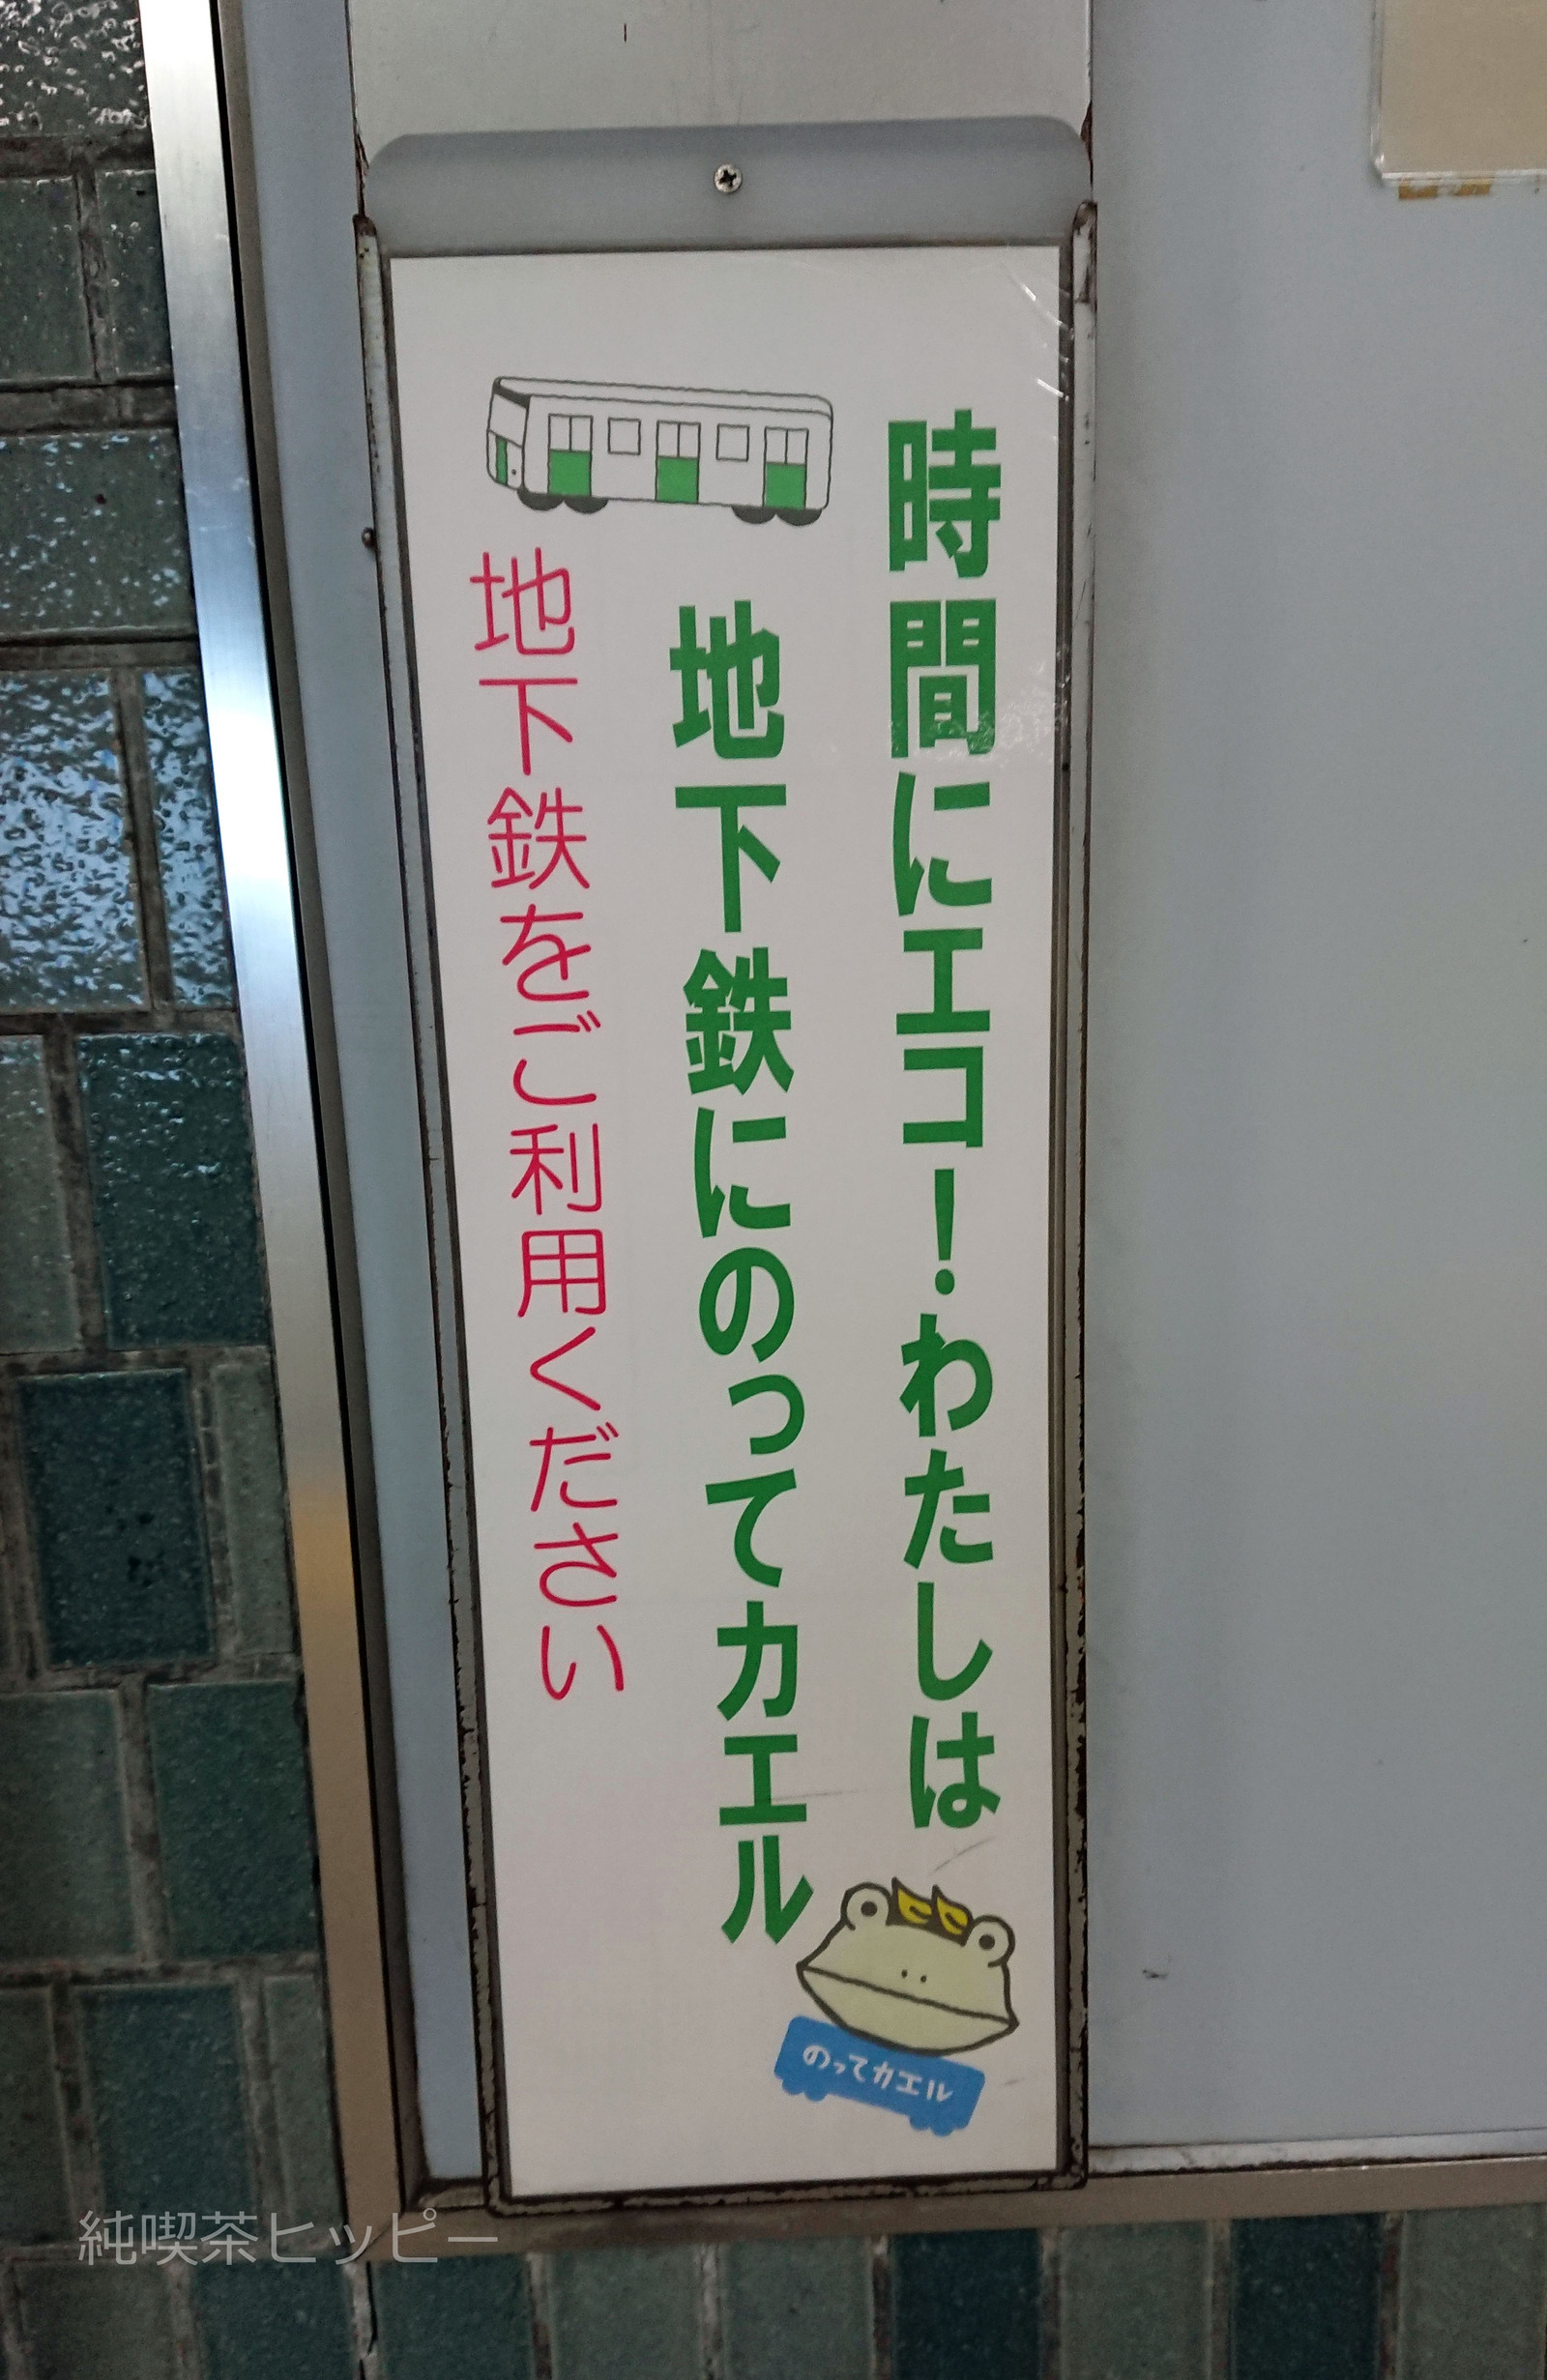 時間にエコ！わたしは
地下鉄にのってカエル
地下鉄をご利用ください
のってカエル
純喫茶ヒッピー